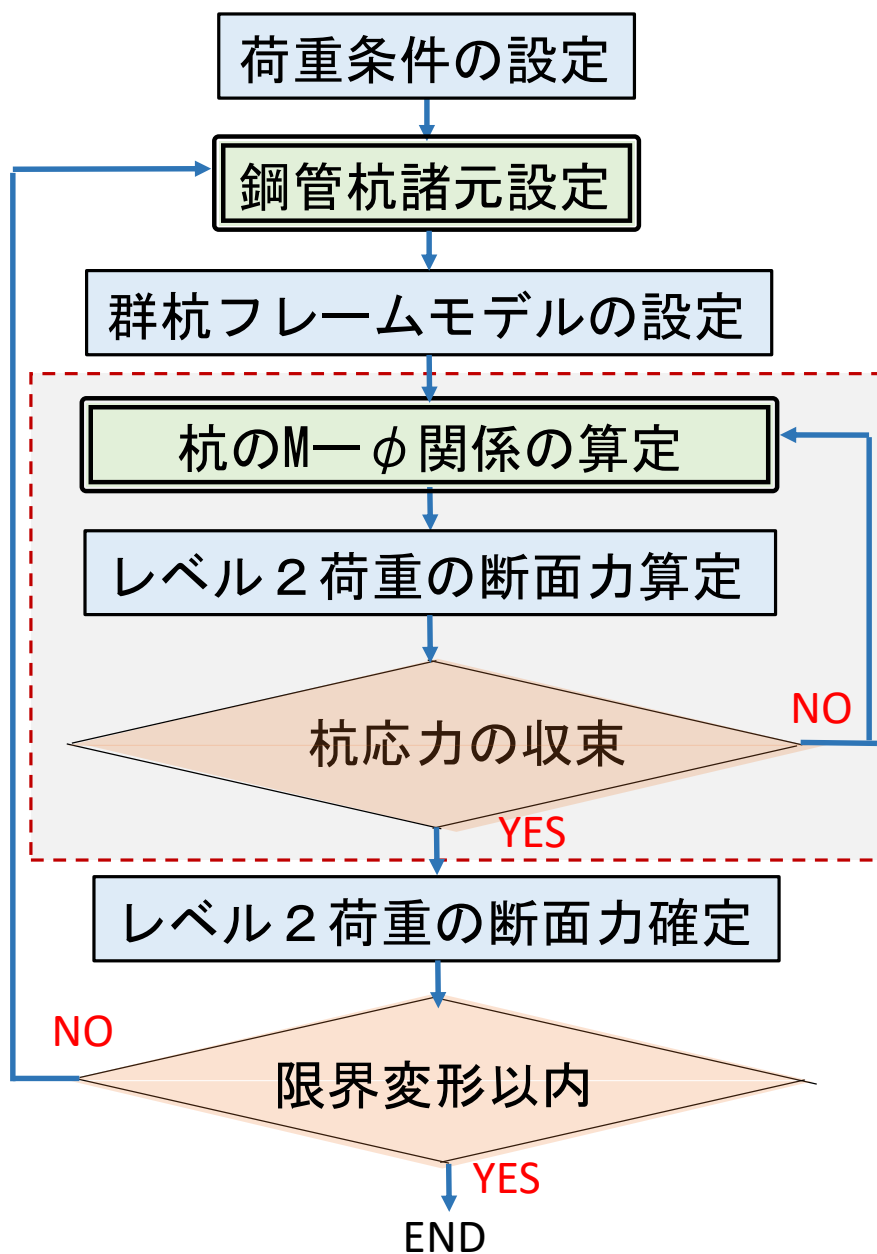 荷重条件の設定
鋼管杭諸元設定
群杭フレームモデルの設定
杭のM－φ関係の算定
レベル２荷重の断面力算定
杭応力の収束
NO
YES
レベル２荷重の断面力確定
NO
限界変形以内
YES
END